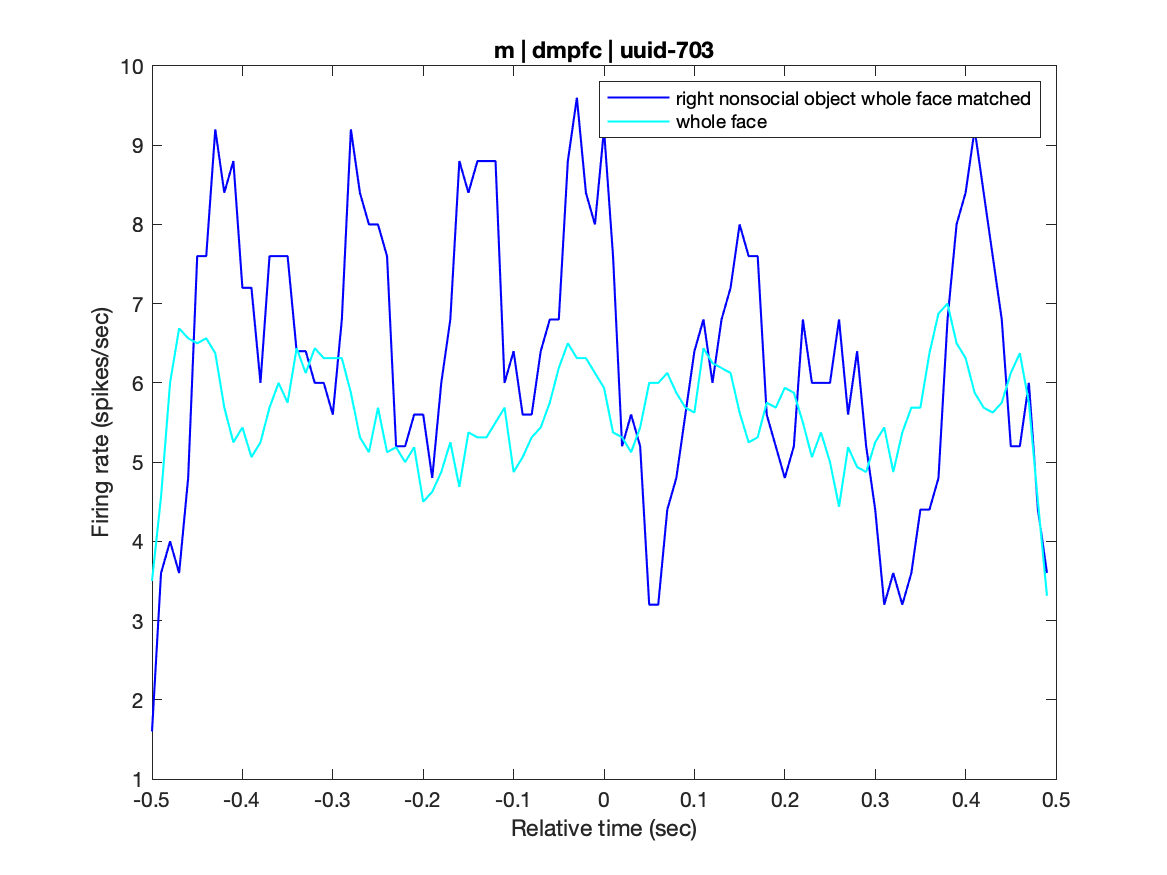 m | dmpfc | uuid-703
right nonsocial object whole face matched
whole face
Firing rate (spikes/sec)
10
9
8
7
6
5
4
3
2
1
-0.5 -0.4 -0.3 -0.2 -0.1 0 0.1 0.2 0.3 0.4 0.5
Relative time (sec)